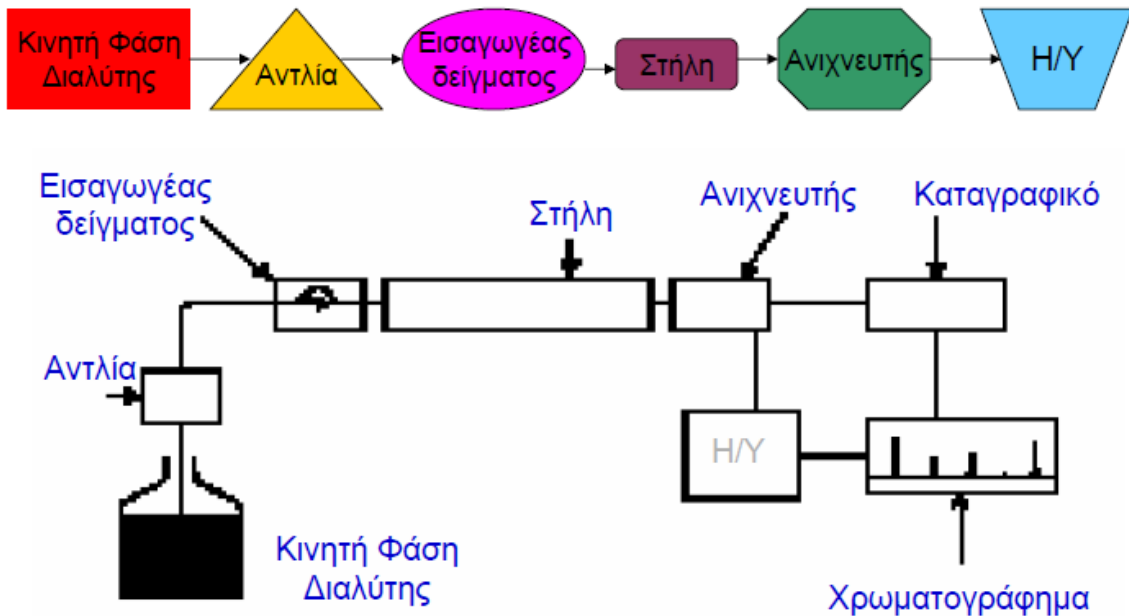 Κινητή Φάση
Διαλύτης
Αντλία
Εισαγωγέας
δείγματος
Στήλη
Ανιχνευτής
Η/Υ
Εισαγωγέας
δείγματος
Στήλη
Ανιχνευτής
Καταγραφικό
Αντλία
Η/Υ
Κινητή Φάση
Διαλύτης
Χρωματογράφημα